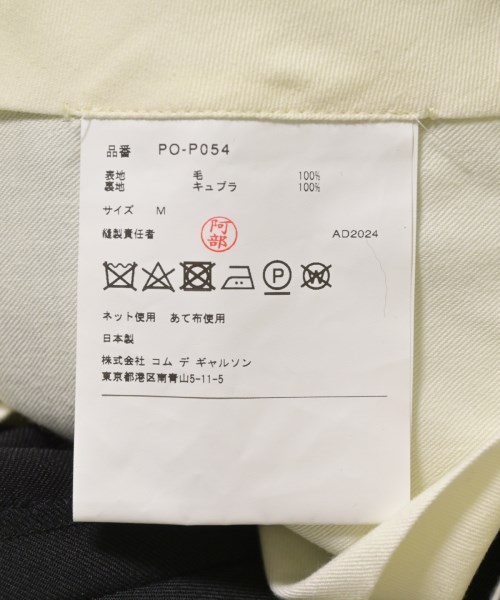 品番 PO-P054
表地 毛 100%
裏地 キュプラ 100%
サイズ M
縫製責任者 阿部 AD2024
P W
ネット使用 あて布使用
日本製
株式会社 コム デ ギャルソン
東京都港区南青山5-11-5